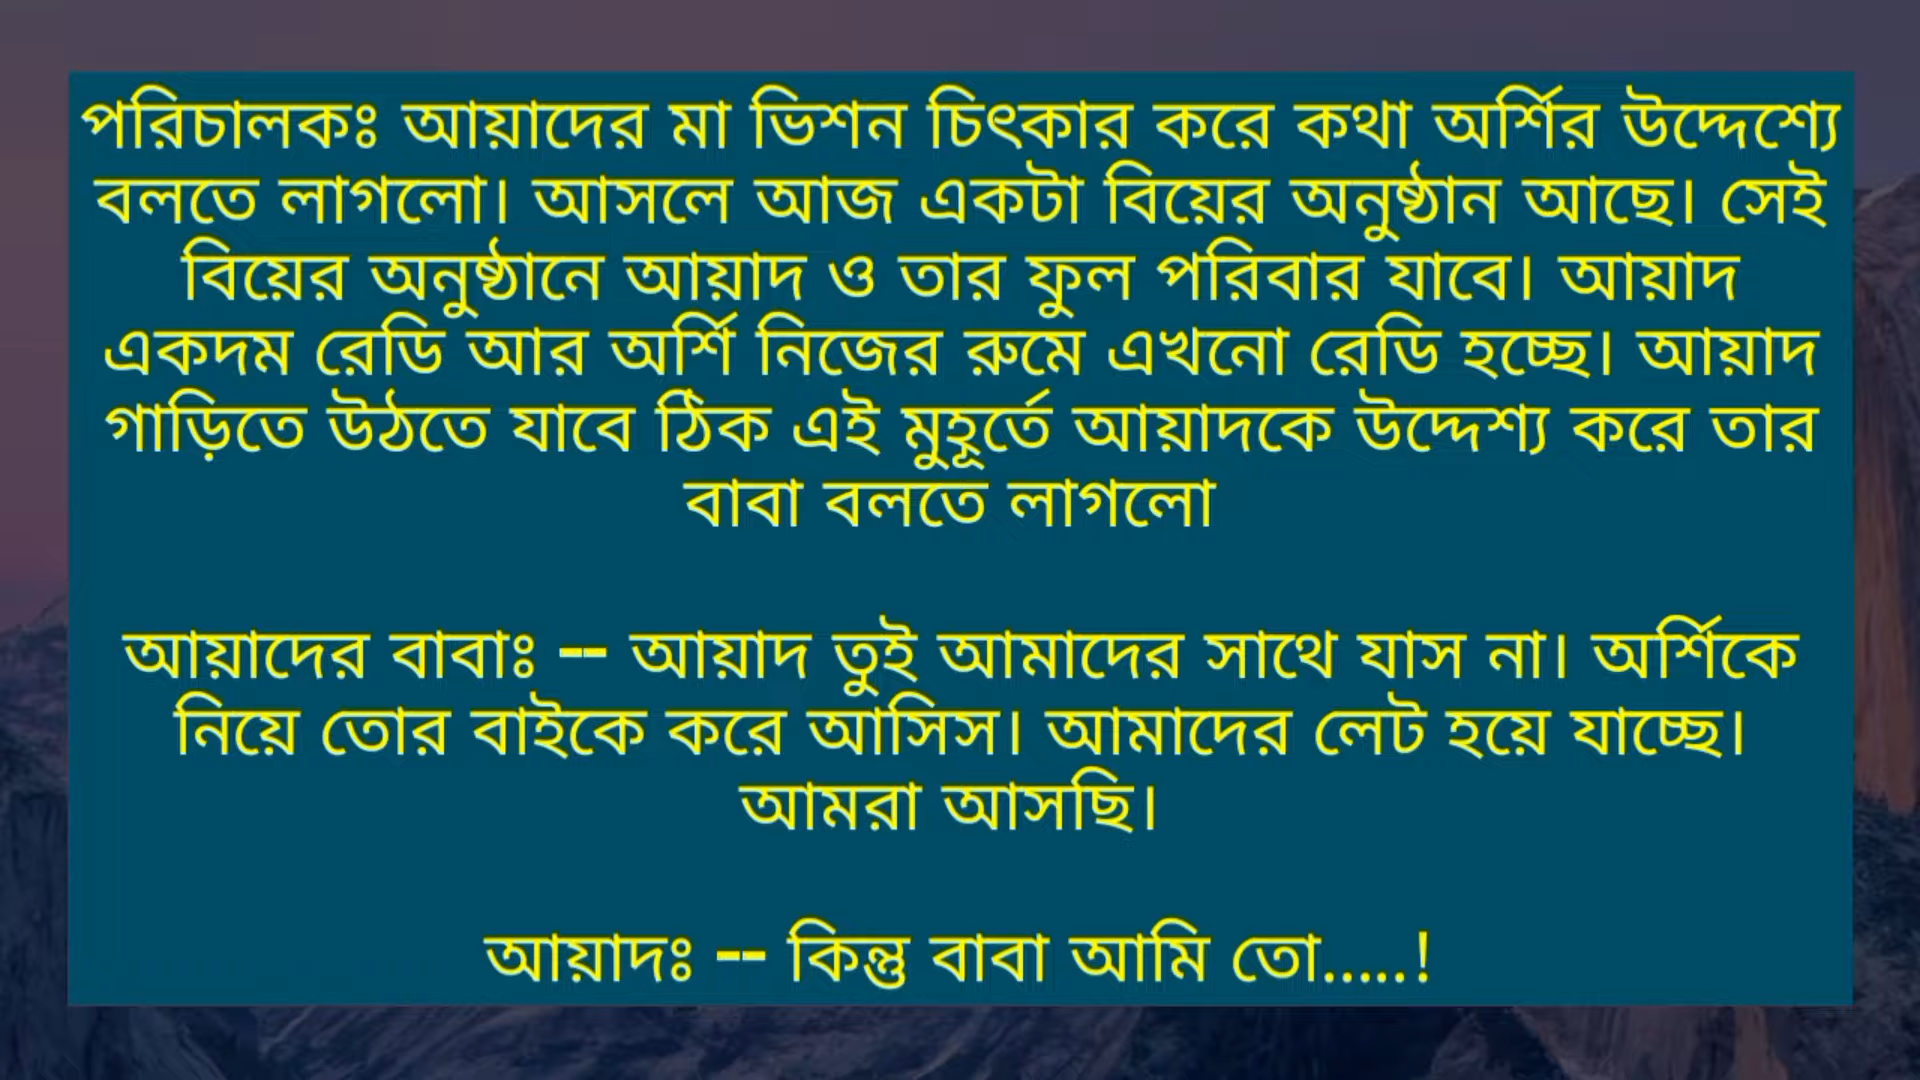 পরিচালকঃ আয়াদের মা ভিশন চিৎকার করে কথা অর্শির উদ্দেশ্যে
বলতে লাগলো। আসলে আজ একটা বিয়ের অনুষ্ঠান আছে। সেই
বিয়ের অনুষ্ঠানে আয়াদ ও তার ফুল পরিবার যাবে। আয়াদ
একদম রেডি আর অর্শি নিজের রুমে এখনো রেডি হচ্ছে। আয়াদ
গাড়িতে উঠতে যাবে ঠিক এই মুহূর্তে আয়াদকে উদ্দেশ্য করে তার
বাবা বলতে লাগলো
আয়াদের বাবাঃ -- আয়াদ তুই আমাদের সাথে যাস না। অর্শিকে
নিয়ে তোর বাইকে করে আসিস। আমাদের লেট হয়ে যাচ্ছে।
আমরা আসছি।
আয়াদঃ -- কিন্তু বাবা আমি তো.....!